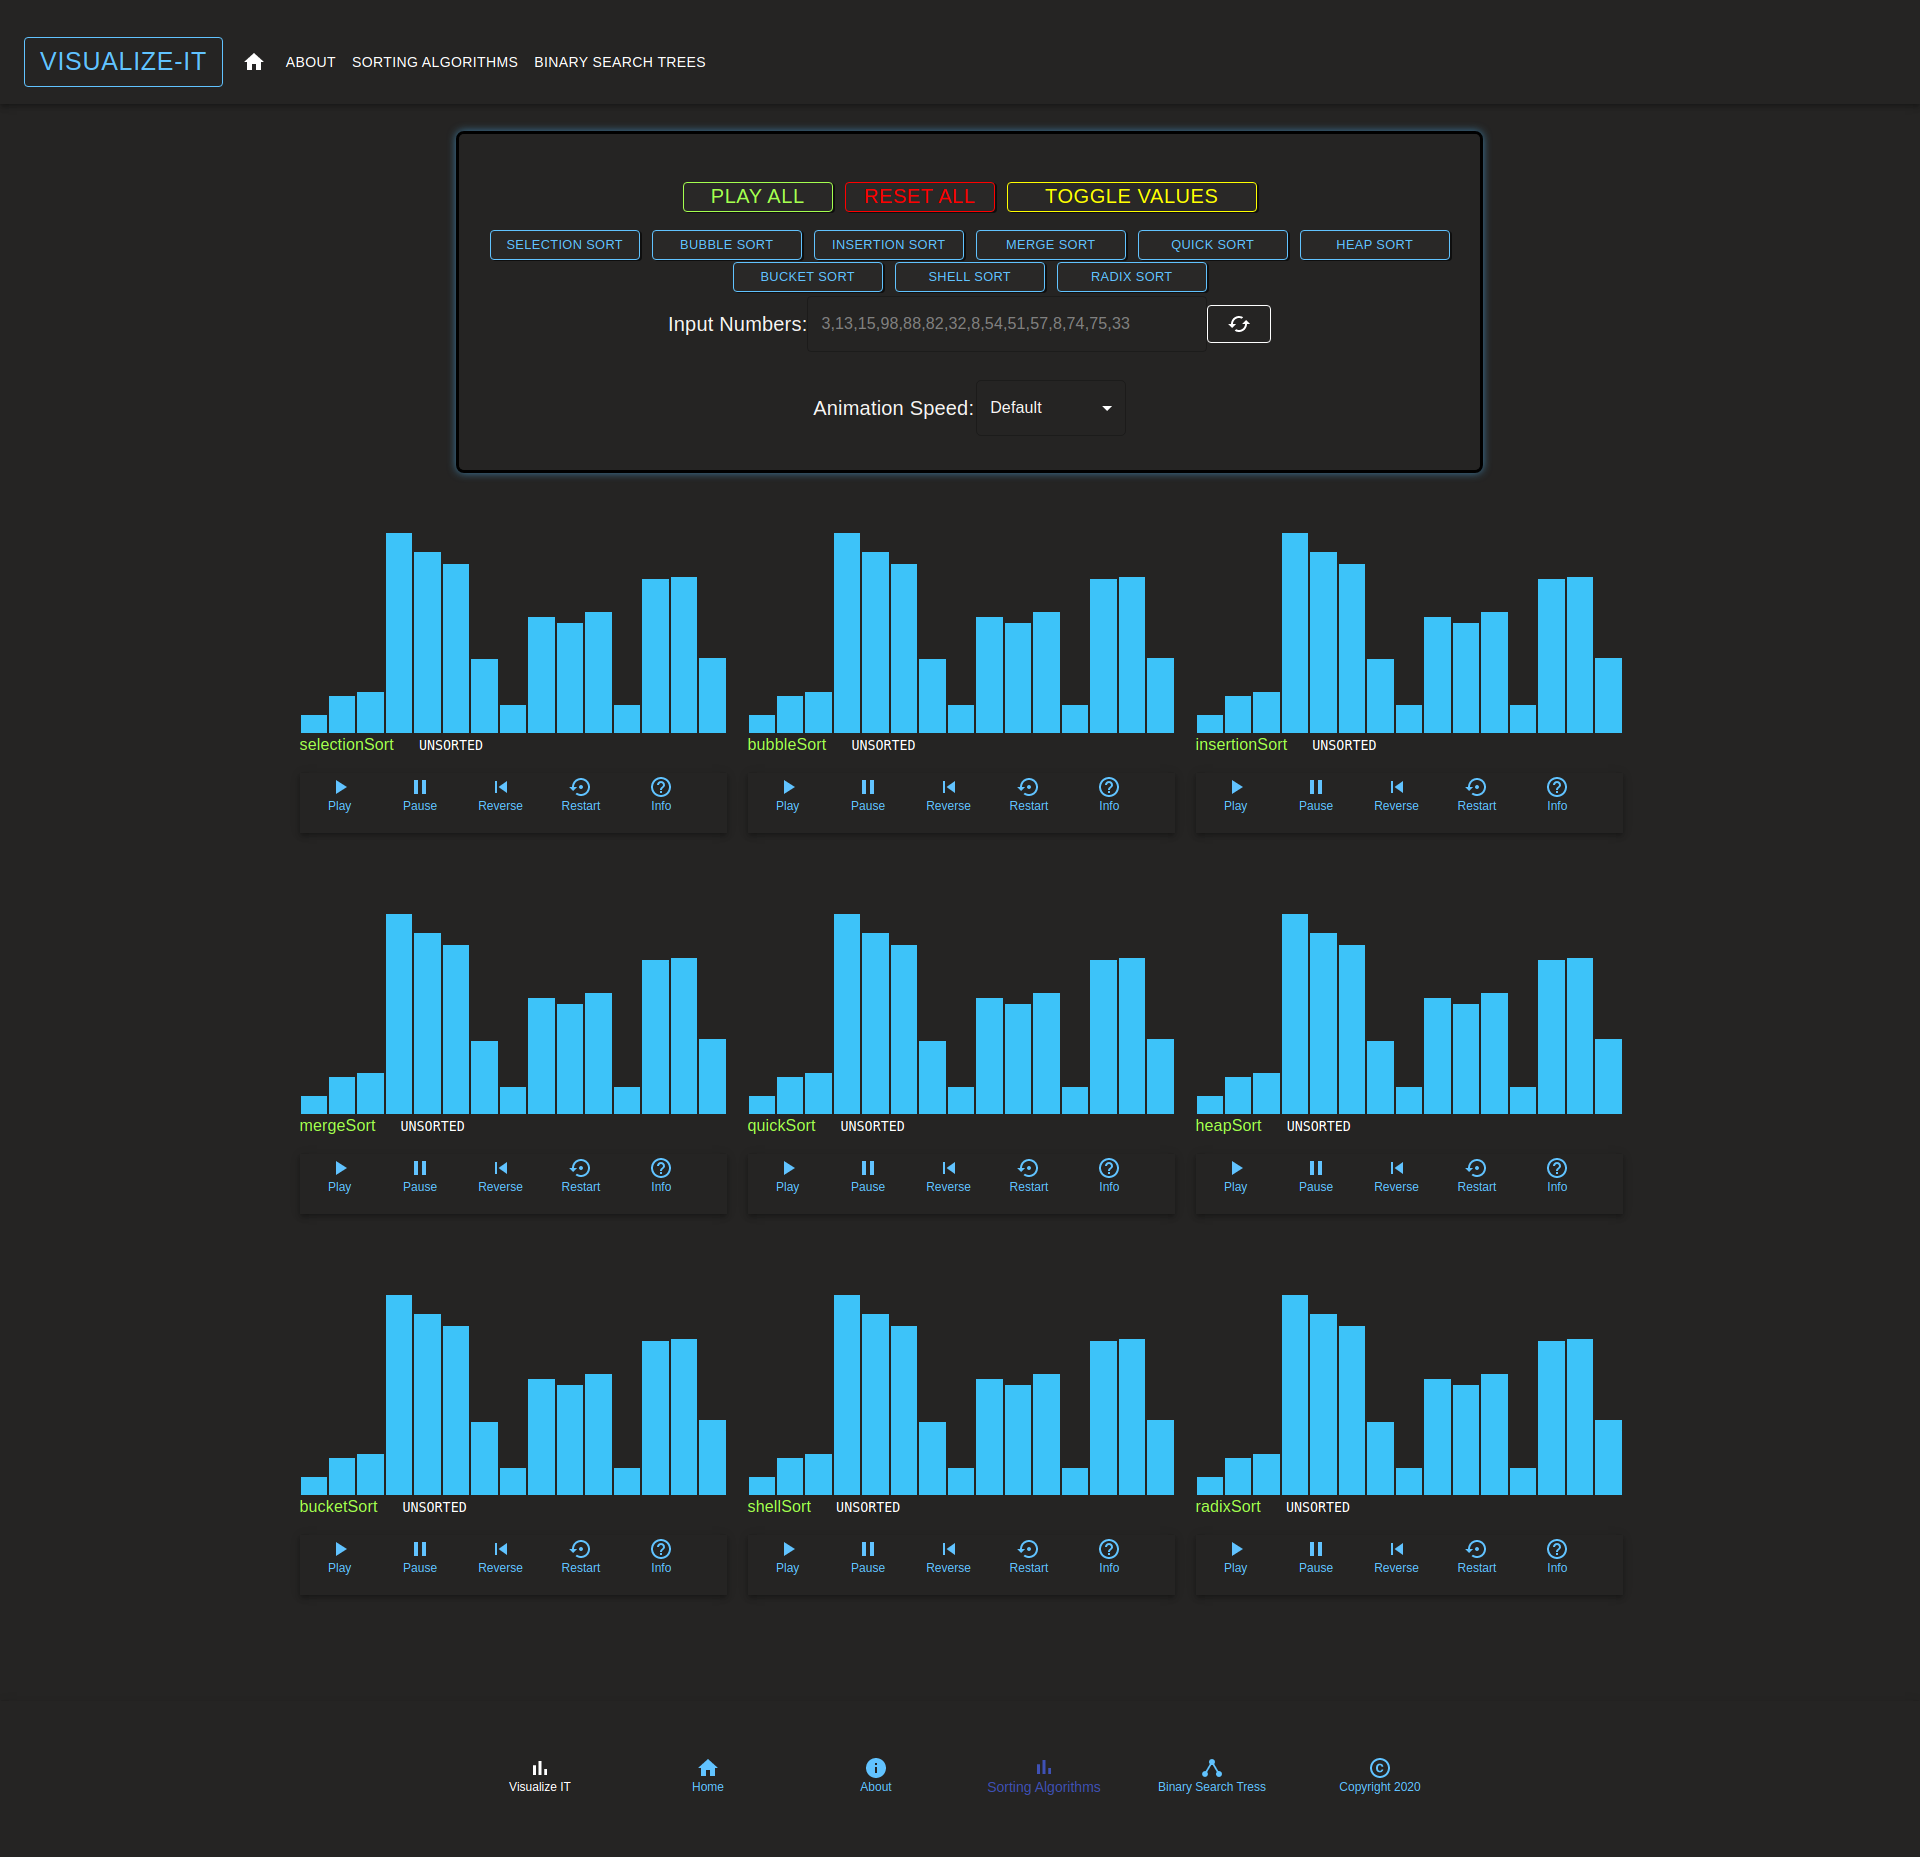 VISUALIZE-IT ABOUT SORTING ALGORITHMS BINARY SEARCH TREES
PLAY ALL RESET ALL TOGGLE VALUES
SELECTION SORT BUBBLE SORT INSERTION SORT MERGE SORT QUICK SORT HEAP SORT
BUCKET SORT SHELL SORT RADIX SORT
Input Numbers: 3,13,15,98,88,82,32,8,54,51,57,8,74,75,33
Animation Speed: Default
selectionSort UNSORTED bubbleSort UNSORTED insertionSort UNSORTED
Play Pause Reverse Restart Info Play Pause Reverse Restart Info Play Pause Reverse Restart Info
mergeSort UNSORTED quickSort UNSORTED heapSort UNSORTED
Play Pause Reverse Restart Info Play Pause Reverse Restart Info Play Pause Reverse Restart Info
bucketSort UNSORTED shellSort UNSORTED radixSort UNSORTED
Play Pause Reverse Restart Info Play Pause Reverse Restart Info Play Pause Reverse Restart Info
Visualize IT Home About Sorting Algorithms Binary Search Tress Copyright 2020